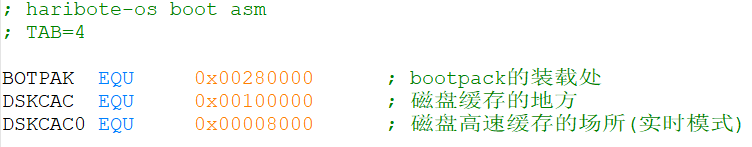 ; haribote-os boot asm
; TAB=4
BOTPAK EQU 0x00280000 ; bootpack的装载处
DSKCAC EQU 0x00100000 ; 磁盘缓存的地方
DSKCAC0 EQU 0x00008000 ; 磁盘高速缓存的场所(实时模式)